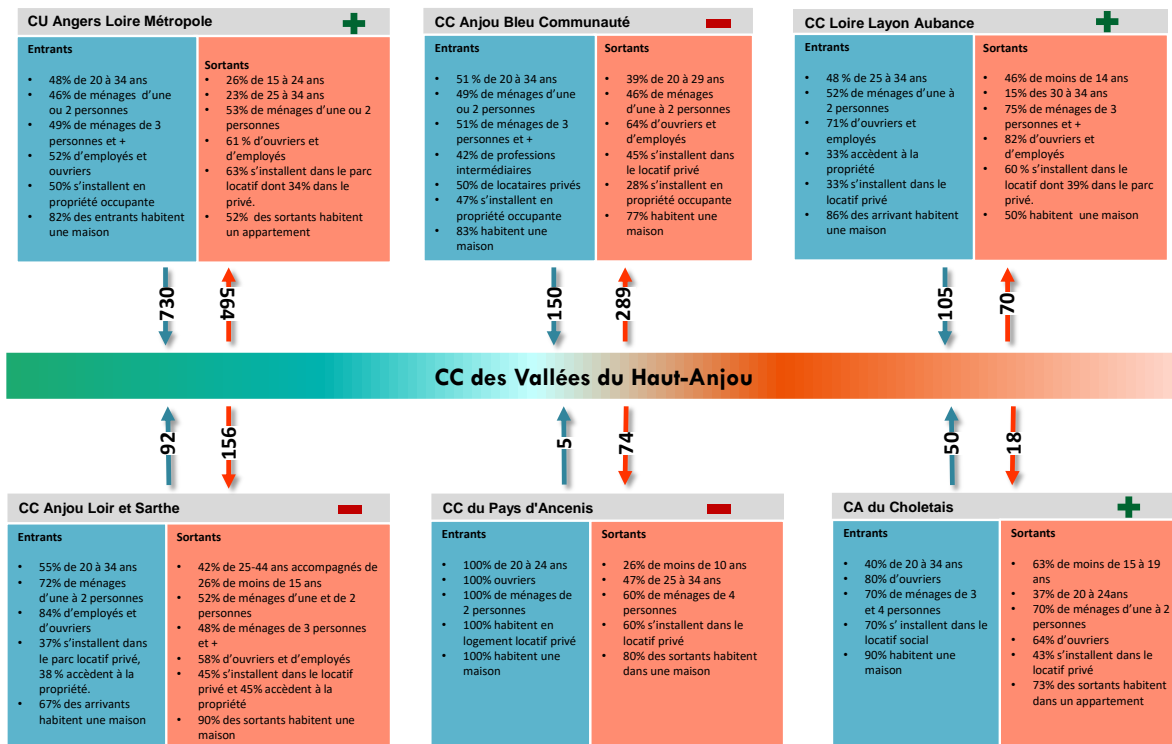 CU Angers Loire Métropole
Entrants
• 48% de 20 à 34 ans
• 46% de ménages d’une
ou 2 personnes
• 49% de ménages de 3
personnes et +
• 52% d’employés et
ouvriers
• 50% s’installent en
propriété occupante
• 82% des entrants habitent
une maison
Sortants
• 26% de 15 à 24 ans
• 23% de 25 à 34 ans
• 53% de ménages d’une ou 2
personnes
• 61 % d’ouvriers et
d’employés
• 63% s’installent dans le parc
locatif dont 34% dans le
privé.
• 52% des sortants habitent
un appartement
CC Anjou Bleu Communauté
Entrants
• 51 % de 20 à 34 ans
• 49% de ménages d’une
ou 2 personnes
• 51% de ménages de 3
personnes et +
• 42% de professions
intermédiaires
• 50% de locataires privés
• 47% s’installent en
propriété occupante
• 83% habitent une
maison
Sortants
• 39% de 20 à 29 ans
• 46% de ménages
d’une à 2 personnes
• 64% d’ouvriers et
employés
• 45% s’installent dans
le locatif privé
• 28% s’installent en
propriété occupante
• 77% habitent une
maison
CC Loire Layon Aubance
Entrants
• 48 % de 25 à 34 ans
• 52% de ménages d’une à
2 personnes
• 71% d’ouvriers et
employés
• 33% accèdent à la
propriété
• 33% s’installent dans le
locatif privé
• 86% des arrivant habitent
une maison
Sortants
• 46% de moins de 14 ans
• 15% des 30 à 34 ans
• 75% de ménages de 3
personnes et +
• 82% d’ouvriers et
d’employés
• 60 % s’installent dans le
locatif dont 39% dans le parc
privé.
• 50% habitent une maison
730
564
150
289
105
70
CC des Vallées du Haut-Anjou
92
156
5
74
50
18
CC Anjou Loir et Sarthe
Entrants
• 55% de 20 à 34 ans
• 72% de ménages
d’une à 2 personnes
• 84% d’employés et
d’ouvriers
• 37% s’installent dans
le parc locatif privé,
38 % accèdent à la
propriété.
• 67% des arrivants
habitent une maison
Sortants
• 42% de 25-44 ans accompagnés de
26% de moins de 15 ans
• 52% de ménages d’une et de 2
personnes
• 48% de ménages de 3 personnes
et +
• 58% d’ouvriers et d’employés
• 45% s’installent dans le locatif
privé et 45% accèdent à la
propriété
• 90% des sortants habitent une
maison
CC du Pays d'Ancenis
Entrants
• 100% de 20 à 24 ans
• 100% ouvriers
• 100% de ménages de
2 personnes
• 100% habitent en
logement locatif privé
• 100% habitent une
maison
Sortants
• 26% de moins de 10 ans
• 47% de 25 à 34 ans
• 60% de ménages de 4
personnes
• 60% s’installent dans le
locatif privé
• 80% des sortants habitent
dans une maison
CA du Choletais
Entrants
• 40% de 20 à 34 ans
• 80% d’ouvriers
• 70% de ménages de 3
et 4 personnes
• 70% s’ installent dans le
locatif social
• 90% habitent une
maison
Sortants
• 63% de moins de 15 à 19
ans
• 37% de 20 à 24ans
• 70% de ménages d’une à 2
personnes
• 64% d’ouvriers
• 43% s’installent dans le
locatif privé
• 73% des sortants habitent
dans un appartement